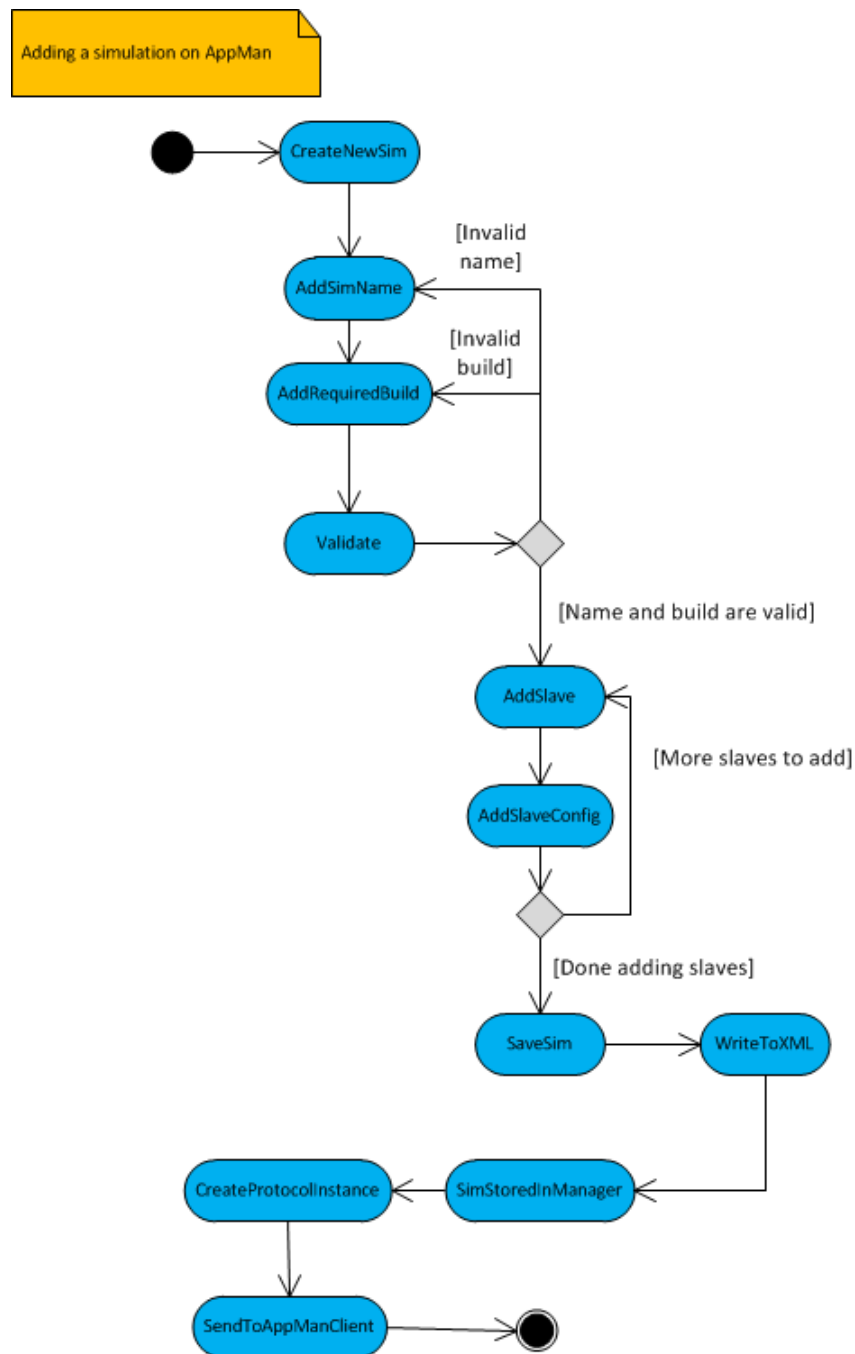 Adding a simulation on AppMan
CreateNewSim
[Invalid
name]
AddSimName
[Invalid
build]
AddRequiredBuild
Validate
[Name and build are valid]
AddSlave
[More slaves to add]
AddSlaveConfig
[Done adding slaves]
SaveSim
WriteToXML
CreateProtocolInstance
SimStoredInManager
SendToAppManClient